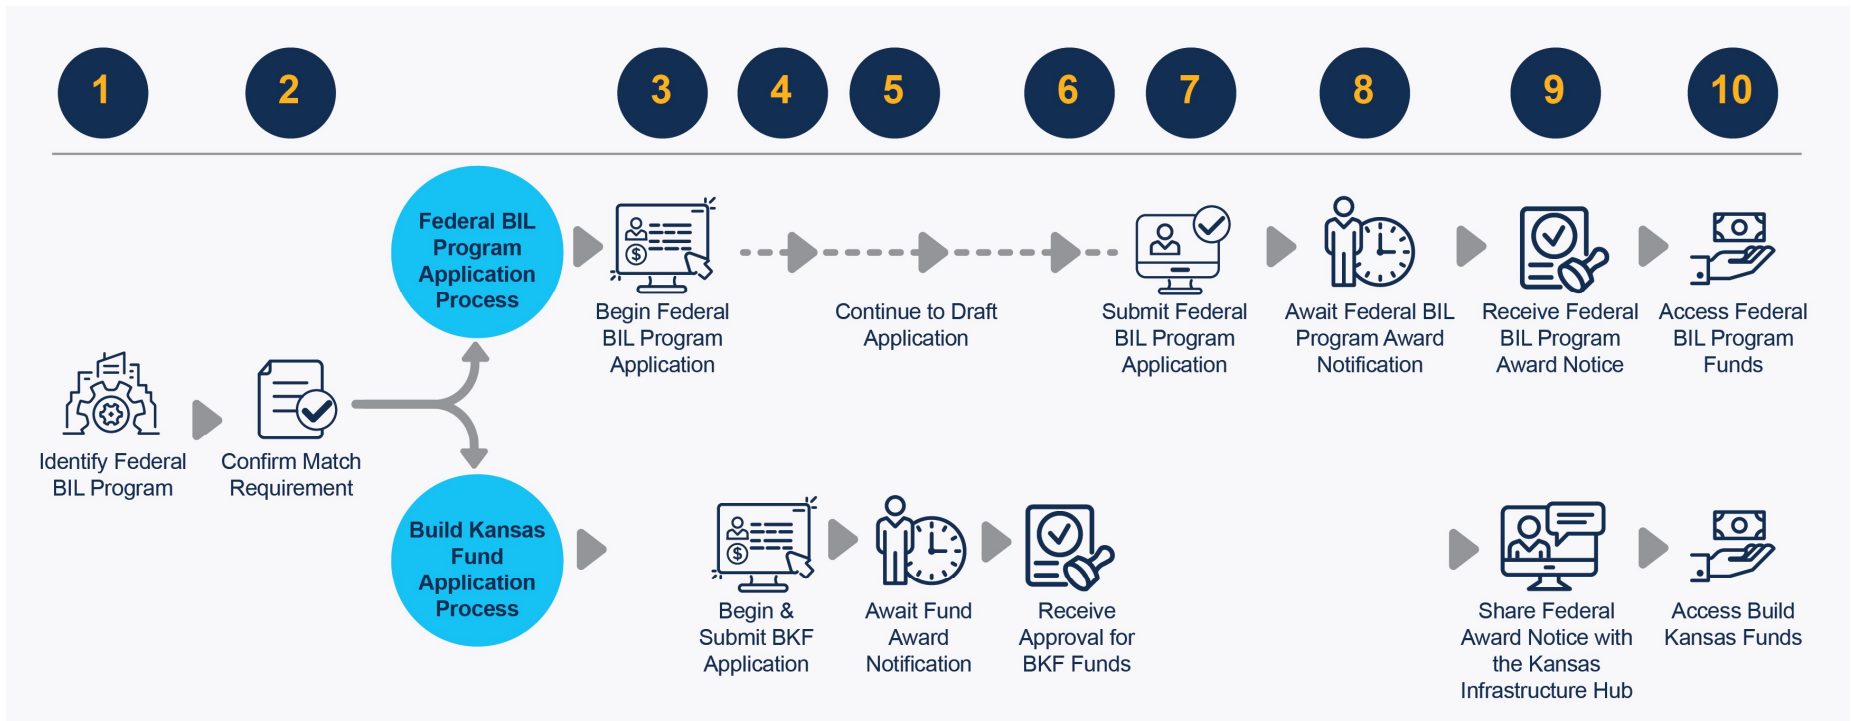 1
2
3
4
5
6
7
8
9
10
Federal BIL
Program
Application
Process
Begin Federal
BIL Program
Application
Continue to Draft
Application
Submit Federal
BIL Program
Application
Await Federal BIL
Program Award
Notification
Receive Federal
BIL Program
Award Notice
Access Federal
BIL Program
Funds
Identify Federal
BIL Program
Confirm Match
Requirement
Build Kansas
Fund
Application
Process
Begin &
Submit BKF
Application
Await Fund
Award
Notification
Receive
Approval for
BKF Funds
Share Federal
Award Notice with
the Kansas
Infrastructure Hub
Access Build
Kansas Funds